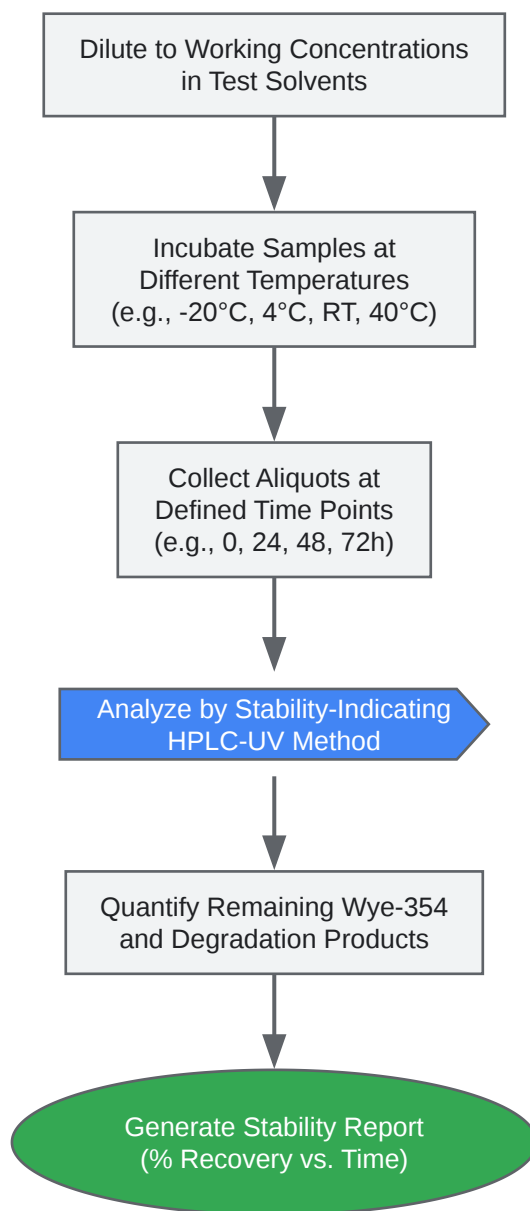 Dilute to Working Concentrations
in Test Solvents
Incubate Samples at
Different Temperatures
(e.g., -20°C, 4°C, RT, 40°C)
Collect Aliquots at
Defined Time Points
(e.g., 0, 24, 48, 72h)
Analyze by Stability-Indicating
HPLC-UV Method
Quantify Remaining Wye-354
and Degradation Products
Generate Stability Report
(% Recovery vs. Time)